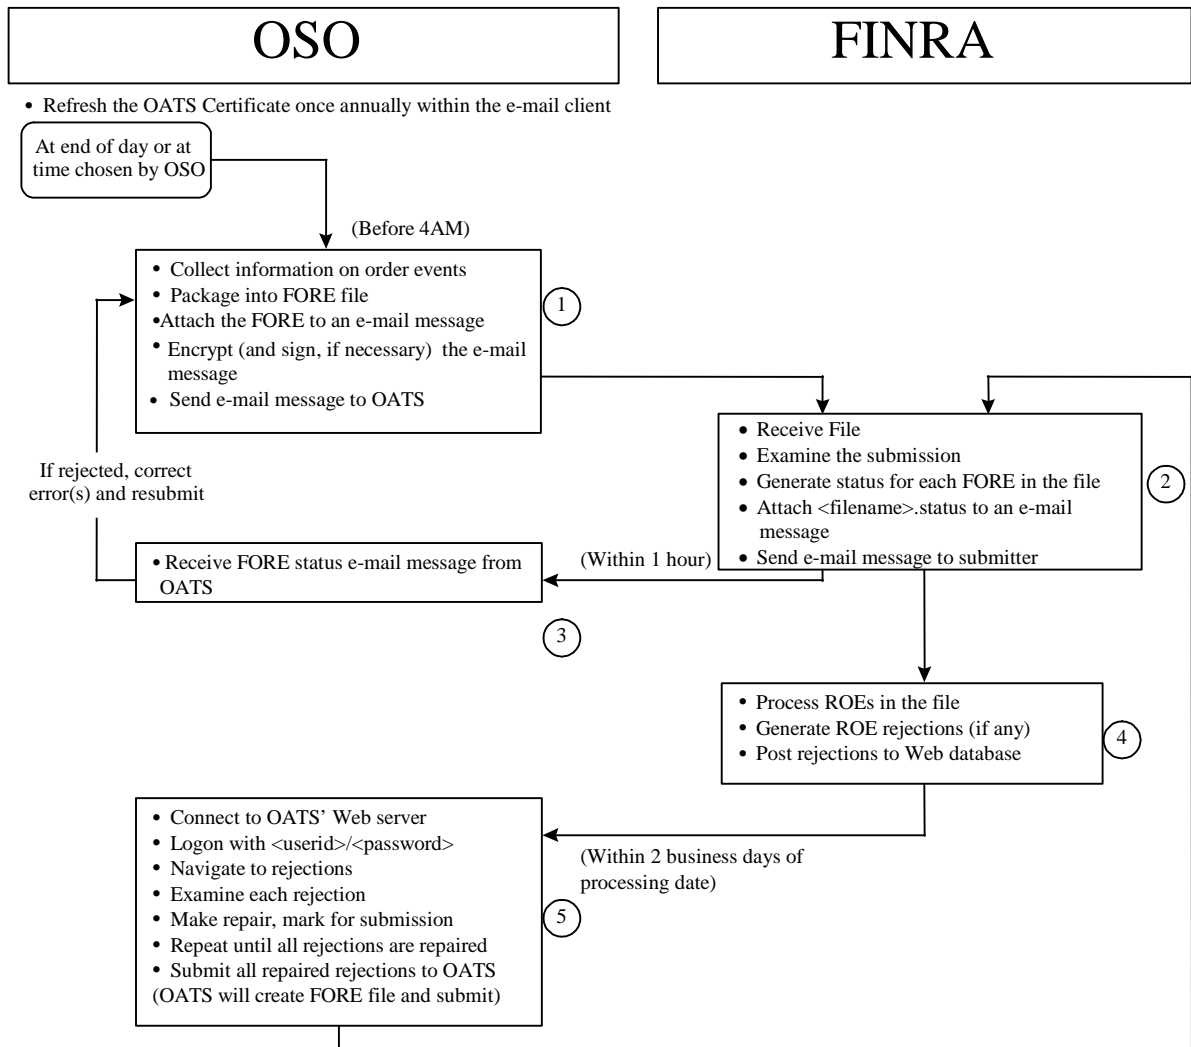 OSO
FINRA
• Refresh the OATS Certificate once annually within the e-mail client
At end of day or at
time chosen by OSO
(Before 4AM)
• Collect information on order events
• Package into FORE file
•Attach the FORE to an e-mail message
• Encrypt (and sign, if necessary) the e-mail
message
• Send e-mail message to OATS
1
• Receive File
• Examine the submission
• Generate status for each FORE in the file
• Attach <filename>.status to an e-mail
message
• Send e-mail message to submitter
2
If rejected, correct
error(s) and resubmit
(Within 1 hour)
• Receive FORE status e-mail message from
OATS
3
• Process ROEs in the file
• Generate ROE rejections (if any)
• Post rejections to Web database
4
(Within 2 business days of
processing date)
• Connect to OATS’ Web server
• Logon with <userid>/<password>
• Navigate to rejections
• Examine each rejection
• Make repair, mark for submission
• Repeat until all rejections are repaired
• Submit all repaired rejections to OATS
(OATS will create FORE file and submit)
5